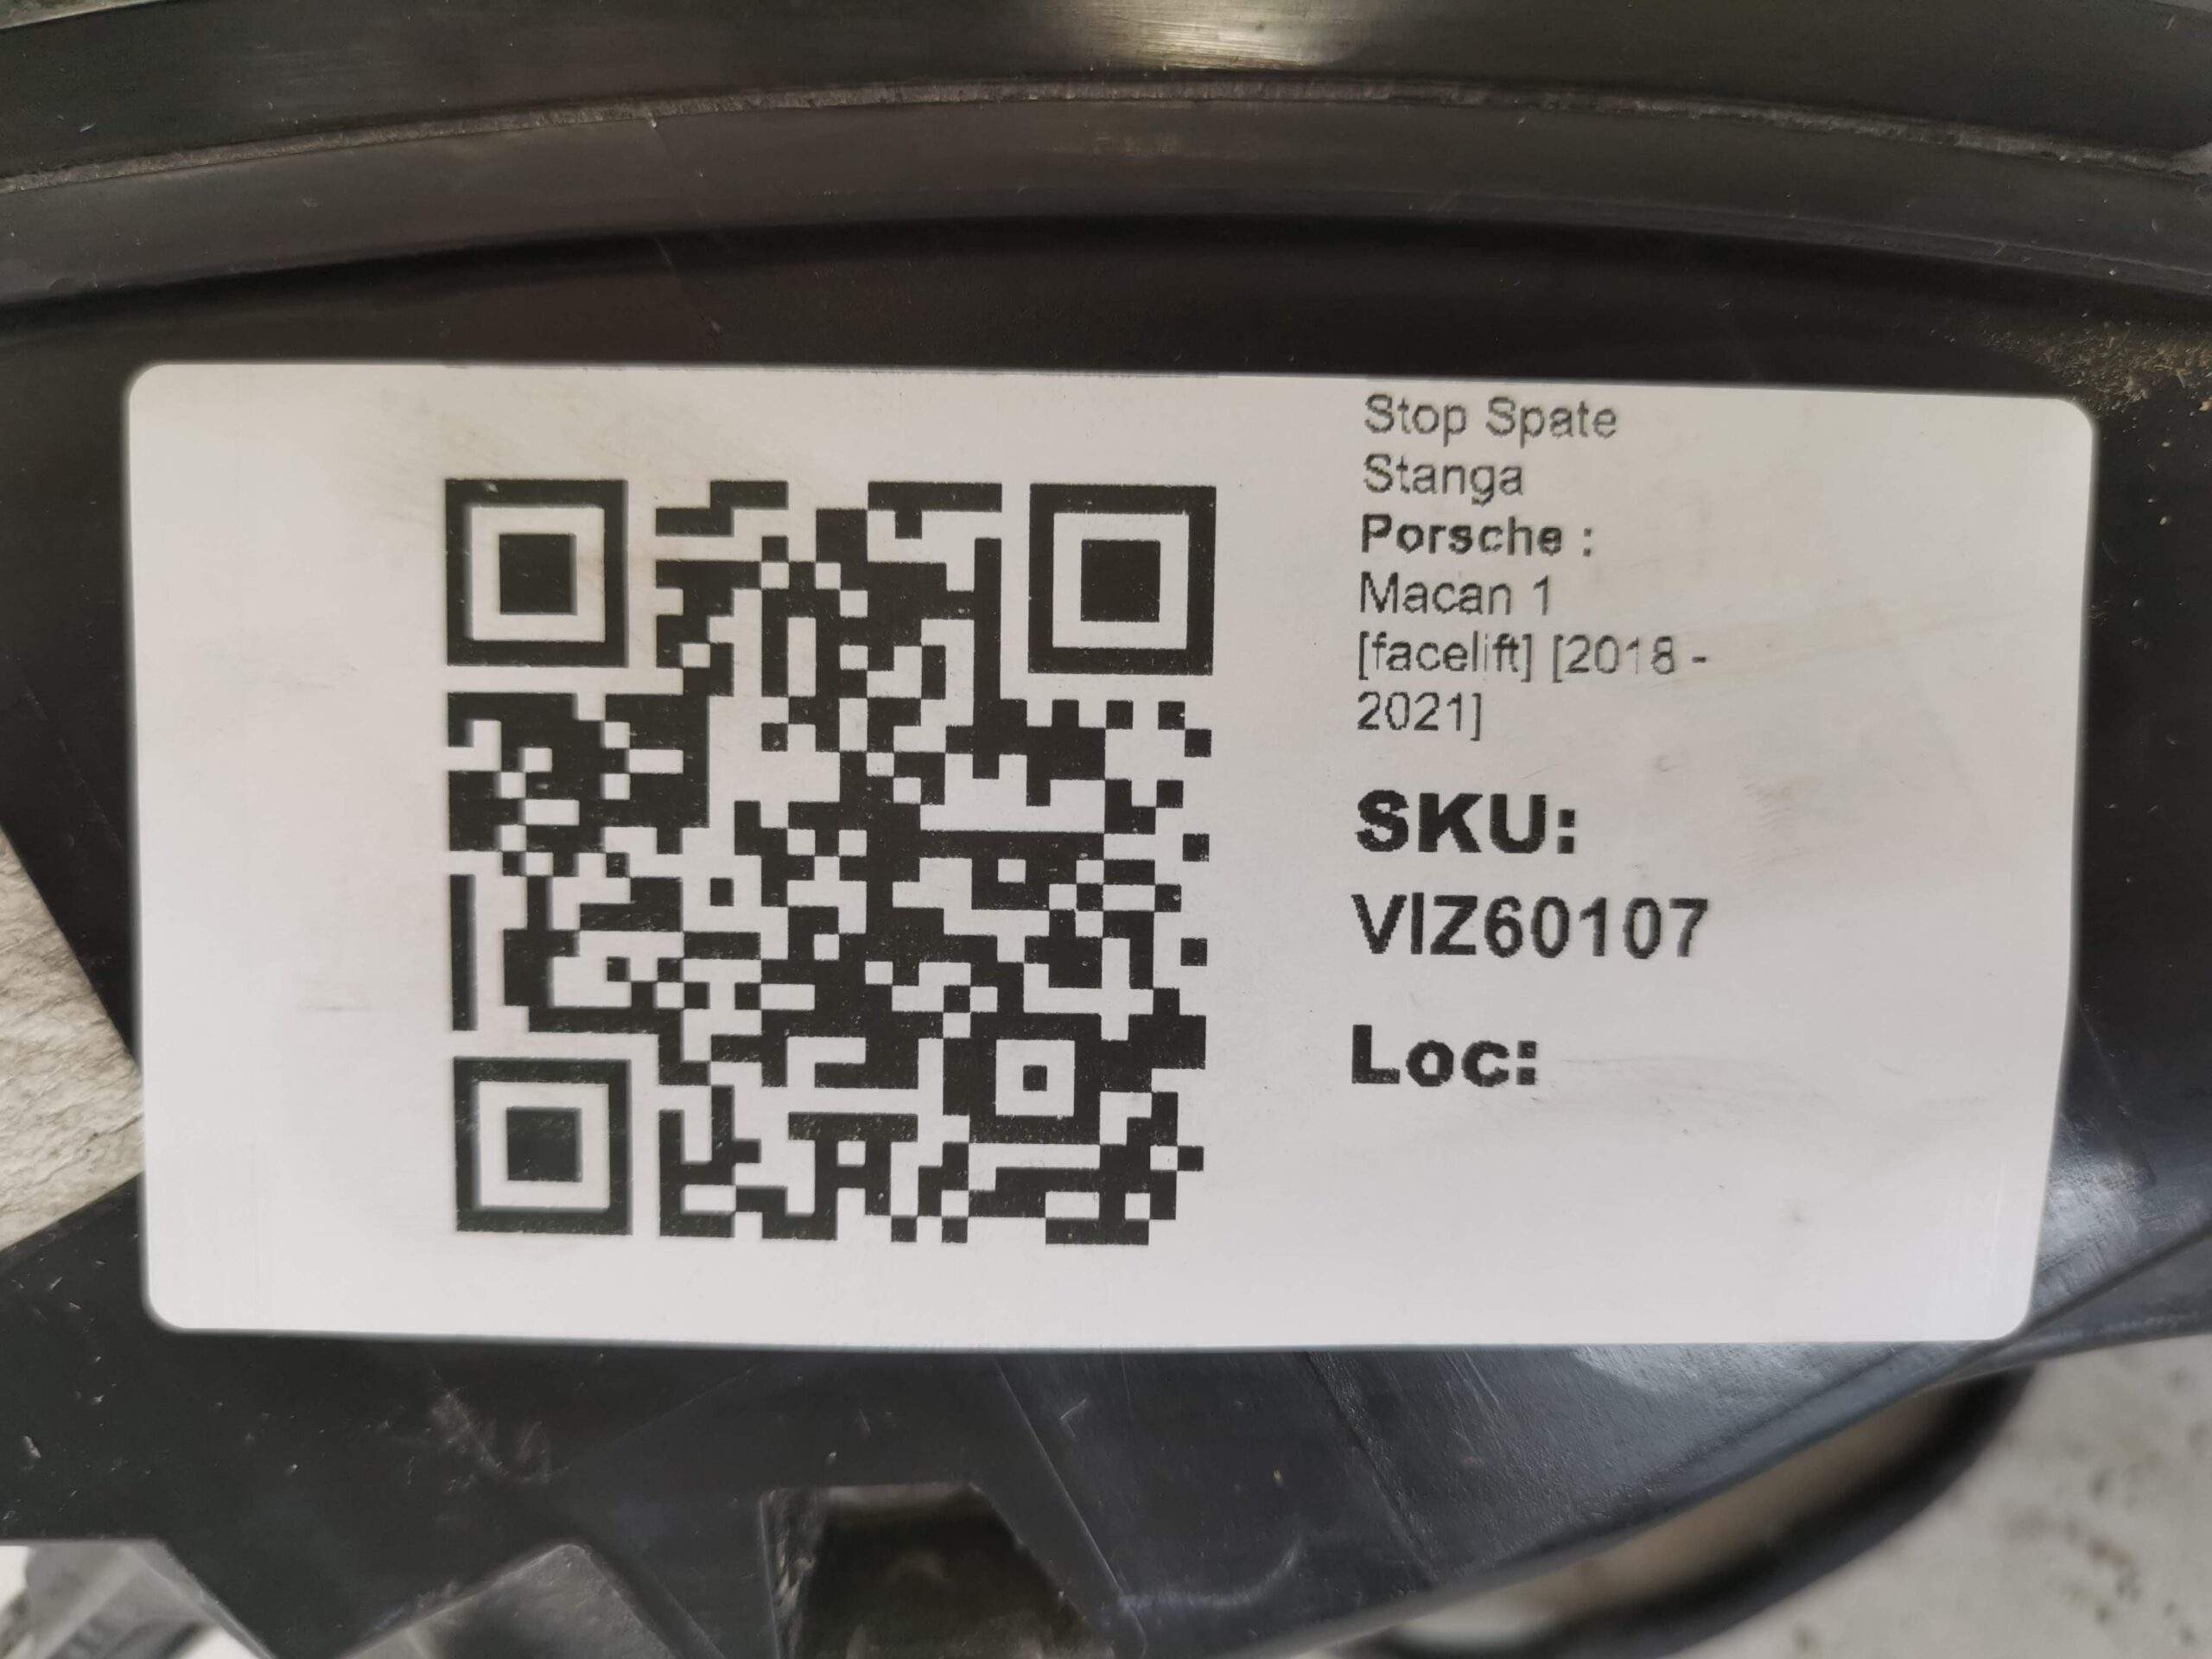 Stop Spate
Stanga
Porsche :
Macan 1
[facelift] [2018 -
2021]
SKU:
VIZ60107
Loc: